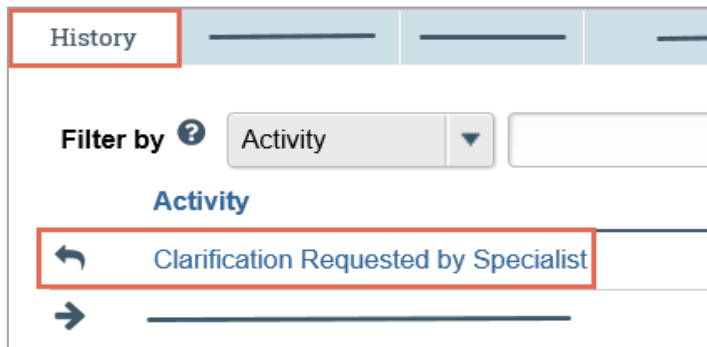 History
Filter by ? Activity
Activity
Clarification Requested by Specialist